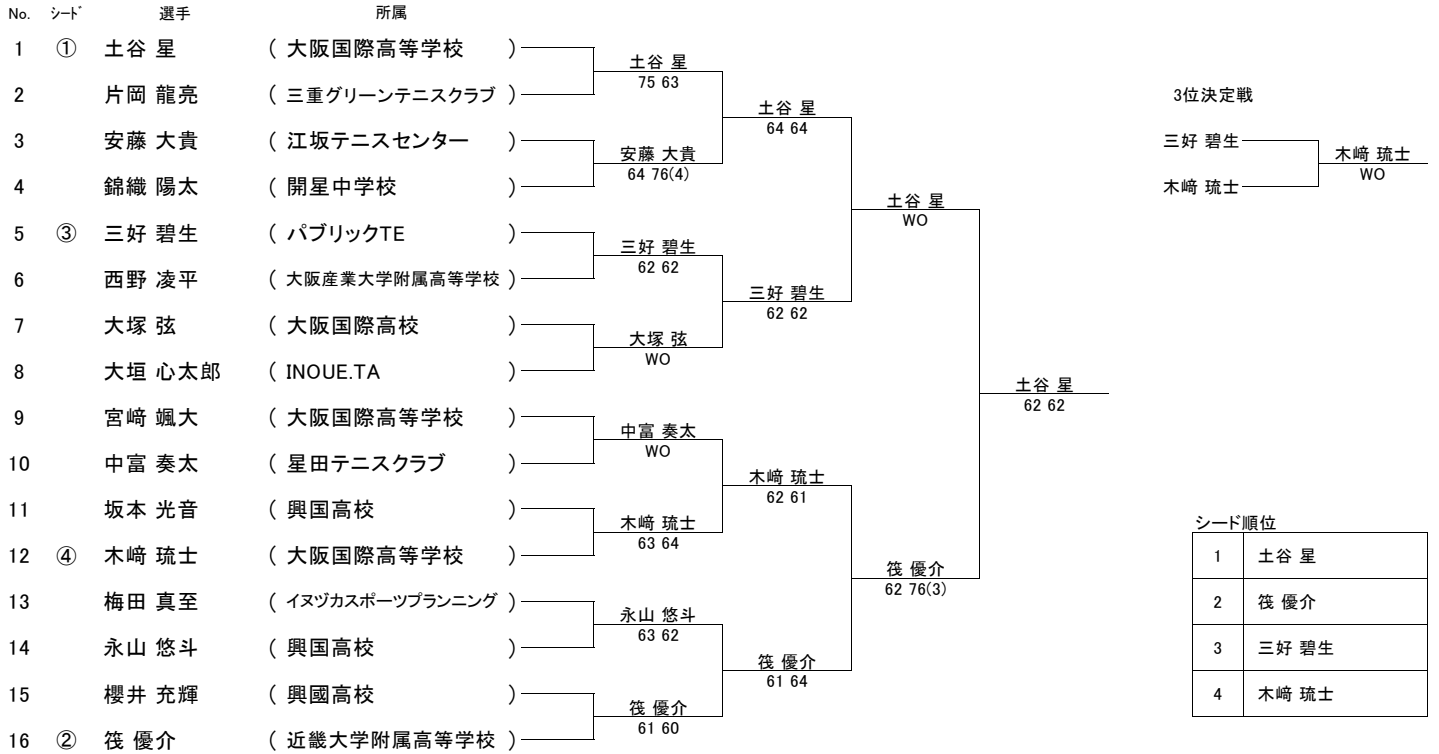 No. シード 選手 所属
1 ① 土谷 星 ( 大阪国際高等学校 )
土谷 星
75 63
2 片岡 龍亮 ( 三重グリーンテニスクラブ )
3位決定戦
土谷 星
64 64
3 安藤 大貴 ( 江坂テニスセンター )
三好 碧生
安藤 大貴
64 76(4)
木﨑 琉士
WO
4 錦織 陽太 ( 開星中学校 )
木﨑 琉士
土谷 星
WO
5 ③ 三好 碧生 ( パブリックTE )
三好 碧生
62 62
6 西野 凌平 ( 大阪産業大学附属高等学校 )
三好 碧生
62 62
7 大塚 弦 ( 大阪国際高校 )
大塚 弦
WO
8 大垣 心太郎 ( INOUE.TA )
土谷 星
62 62
9 宮﨑 颯大 ( 大阪国際高等学校 )
中富 奏太
WO
10 中富 奏太 ( 星田テニスクラブ )
木﨑 琉士
62 61
11 坂本 光音 ( 興国高校 )
木﨑 琉士
63 64
12 ④ 木﨑 琉士 ( 大阪国際高等学校 )
筏 優介
62 76(3)
13 梅田 真至 ( イヌヅカスポーツプランニング )
永山 悠斗
63 62
14 永山 悠斗 ( 興国高校 )
筏 優介
61 64
15 櫻井 充輝 ( 興國高校 )
筏 優介
61 60
16 ② 筏 優介 ( 近畿大学附属高等学校 )
シード順位
1 土谷 星
2 筏 優介
3 三好 碧生
4 木﨑 琉士